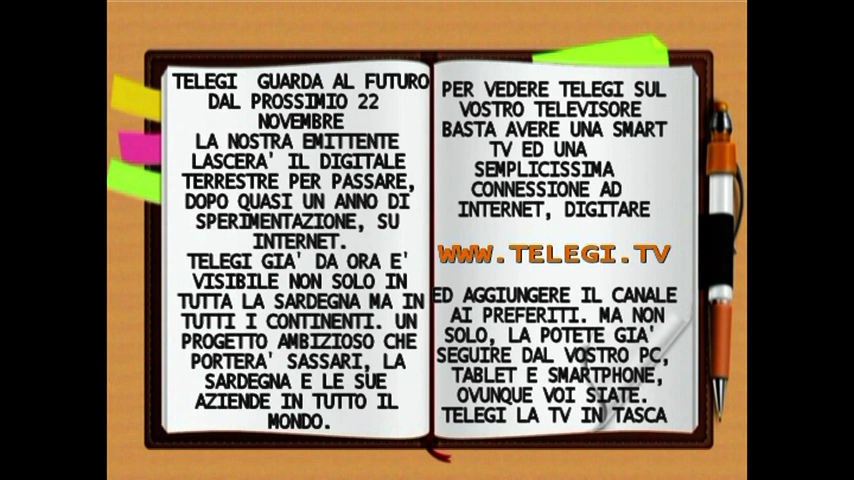 TELEGI GUARDA AL FUTURO
DAL PROSSIMIO 22
NOVEMBRE
LA NOSTRA EMITTENTE
LASCERA' IL DIGITALE
TERRESTRE PER PASSARE,
DOPO QUASI UN ANNO DI
SPERIMENTAZIONE, SU
INTERNET.
TELEGI GIA' DA ORA E'
VISIBILE NON SOLO IN
TUTTA LA SARDEGNA MA IN
TUTTI I CONTINENTI. UN
PROGETTO AMBIZIOSO CHE
PORTERA' SASSARI, LA
SARDEGNA E LE SUE
AZIENDE IN TUTTO IL
MONDO.
PER VEDERE TELEGI SUL
VOSTRO TELEVISORE
BASTA AVERE UNA SMART
TV ED UNA
SEMPLICISSIMA
CONNESSIONE AD
INTERNET, DIGITARE
WWW.TELEGI.TV
ED AGGIUNGERE IL CANALE
AI PREFERITI. MA NON
SOLO, LA POTETE GIA'
SEGUIRE DAL VOSTRO PC,
TABLET E SMARTPHONE,
OVUNQUE VOI SIATE.
TELEGI LA TV IN TASCA